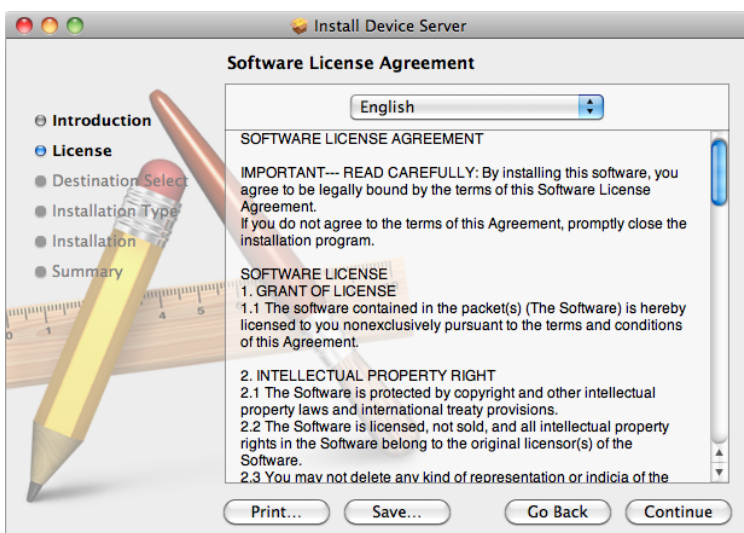 Install Device Server
Software License Agreement
Introduction
License
Destination Select
Installation Type
Installation
Summary
English
SOFTWARE LICENSE AGREEMENT
IMPORTANT--- READ CAREFULLY: By installing this software, you
agree to be legally bound by the terms of this Software License
Agreement.
If you do not agree to the terms of this Agreement, promptly close the
installation program.
SOFTWARE LICENSE
1. GRANT OF LICENSE
1.1 The software contained in the packet(s) (The Software) is hereby
licensed to you nonexclusively pursuant to the terms and conditions
of this Agreement.
2. INTELLECTUAL PROPERTY RIGHT
2.1 The Software is protected by copyright and other intellectual
property laws and international treaty provisions.
2.2 The Software is licensed, not sold, and all intellectual property
rights in the Software belong to the original licensor(s) of the
Software.
2.3 You may not delete any kind of representation or indicia of the
0 1 4 5
Print...
Save...
Go Back
Continue